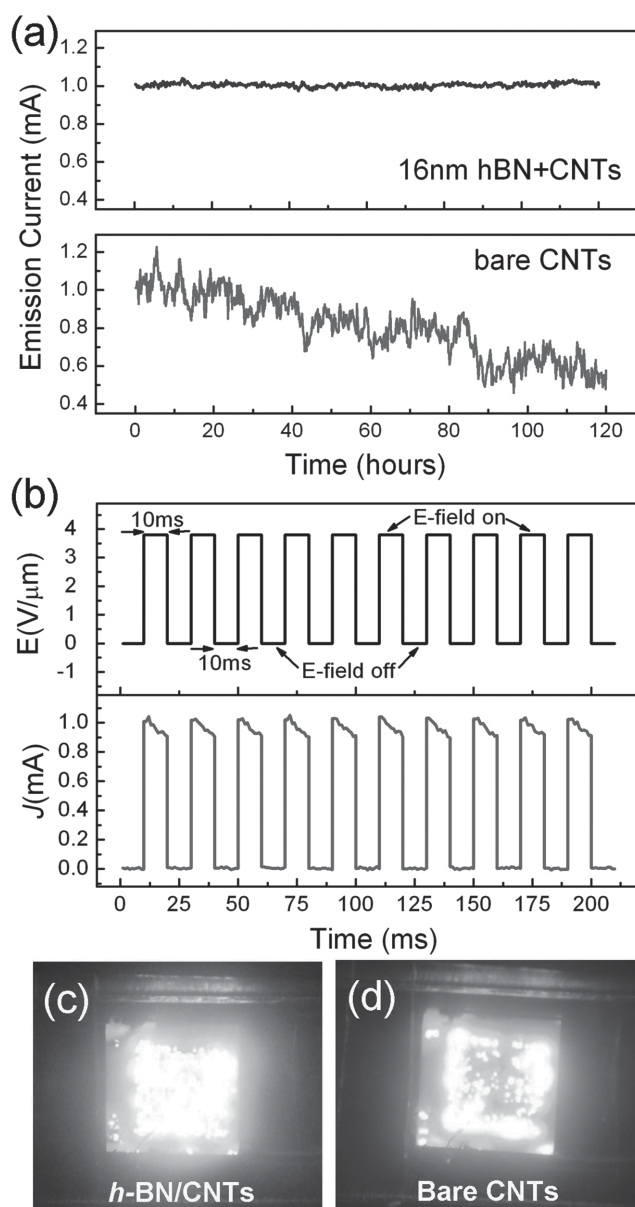 (a)
1.2
1.0
0.8
0.6
0.4
16nm hBN+CNTs
Emission Current (mA)
1.2
1.0
0.8
0.6
0.4
bare CNTs
0 20 40 60 80 100 120
Time (hours)
(b)
E(V/μm)
4
3
2
1
0
-1
10ms
E-field on
10ms
E-field off
J(mA)
1.0
0.8
0.6
0.4
0.2
0.0
0 25 50 75 100 125 150 175 200
Time (ms)
(c)
h-BN/CNTs
(d)
Bare CNTs